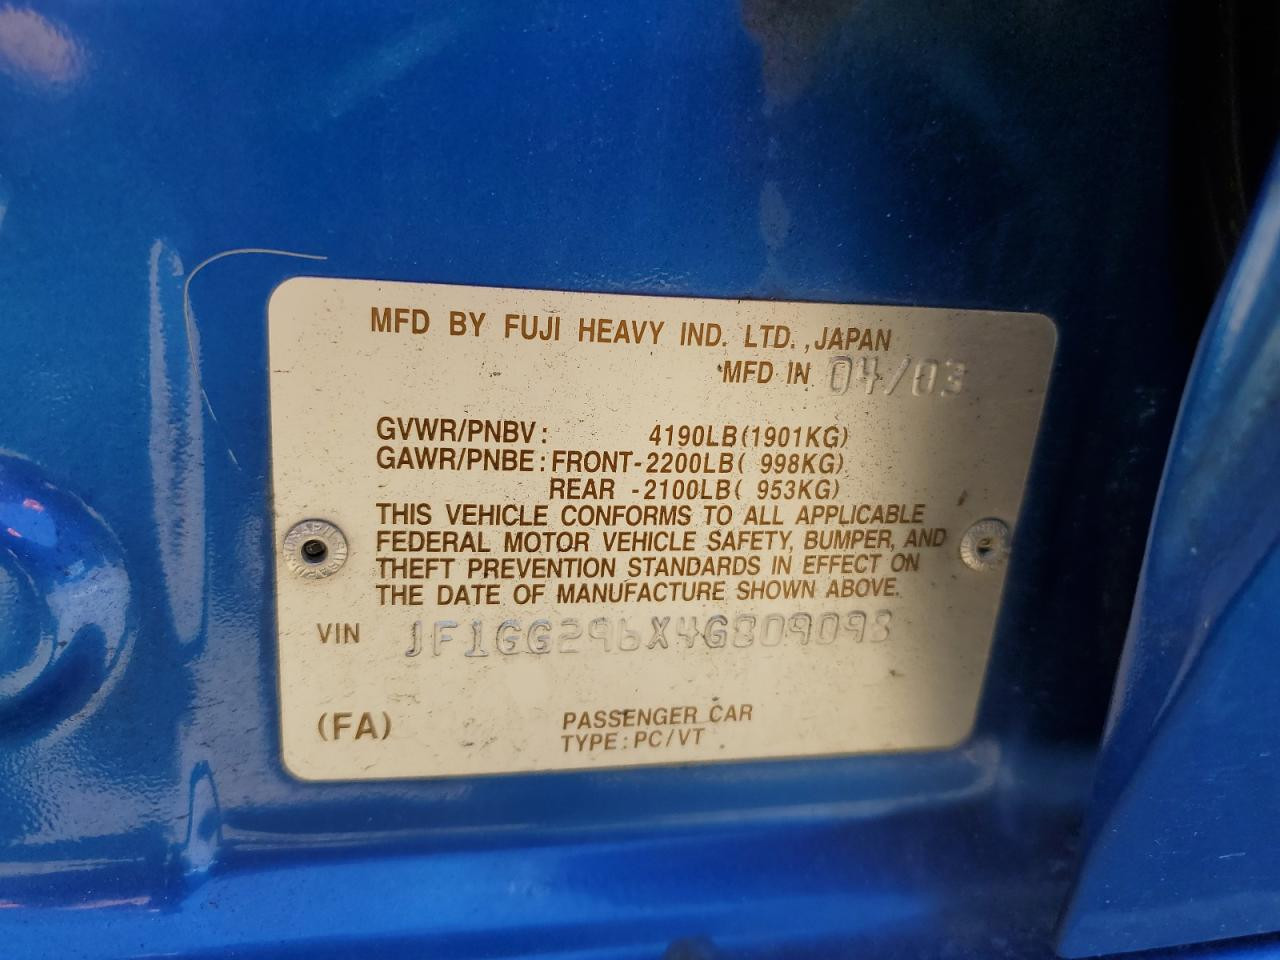 MFD BY FUJI HEAVY IND. LTD., JAPAN
MFD IN 04/03
GVWR/PNBV: 4190LB(1901KG)
GAWR/PNBE: FRONT-2200LB( 998KG)
REAR -2100LB( 953KG)
THIS VEHICLE CONFORMS TO ALL APPLICABLE
FEDERAL MOTOR VEHICLE SAFETY, BUMPER, AND
THEFT PREVENTION STANDARDS IN EFFECT ON
THE DATE OF MANUFACTURE SHOWN ABOVE.
VIN JF1GG296X4G809093
(FA) PASSENGER CAR
TYPE: PC/VT